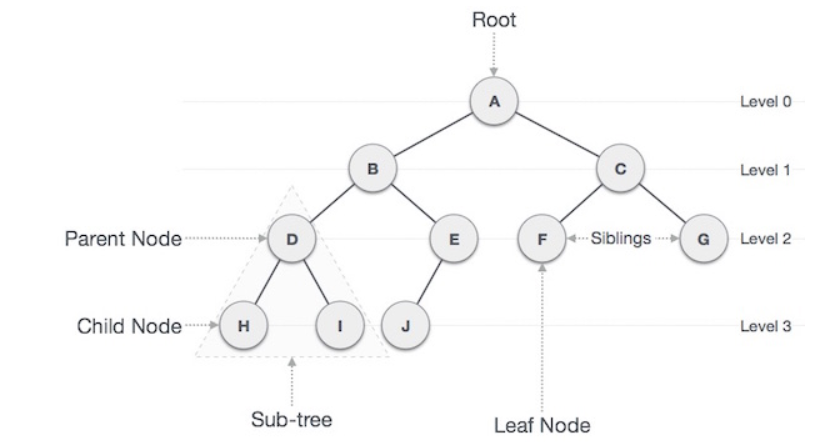 Root
A
Level 0
B
C
Level 1
Parent Node
D
E
F
Siblings
G
Level 2
Child Node
H
I
J
Level 3
Sub-tree
Leaf Node